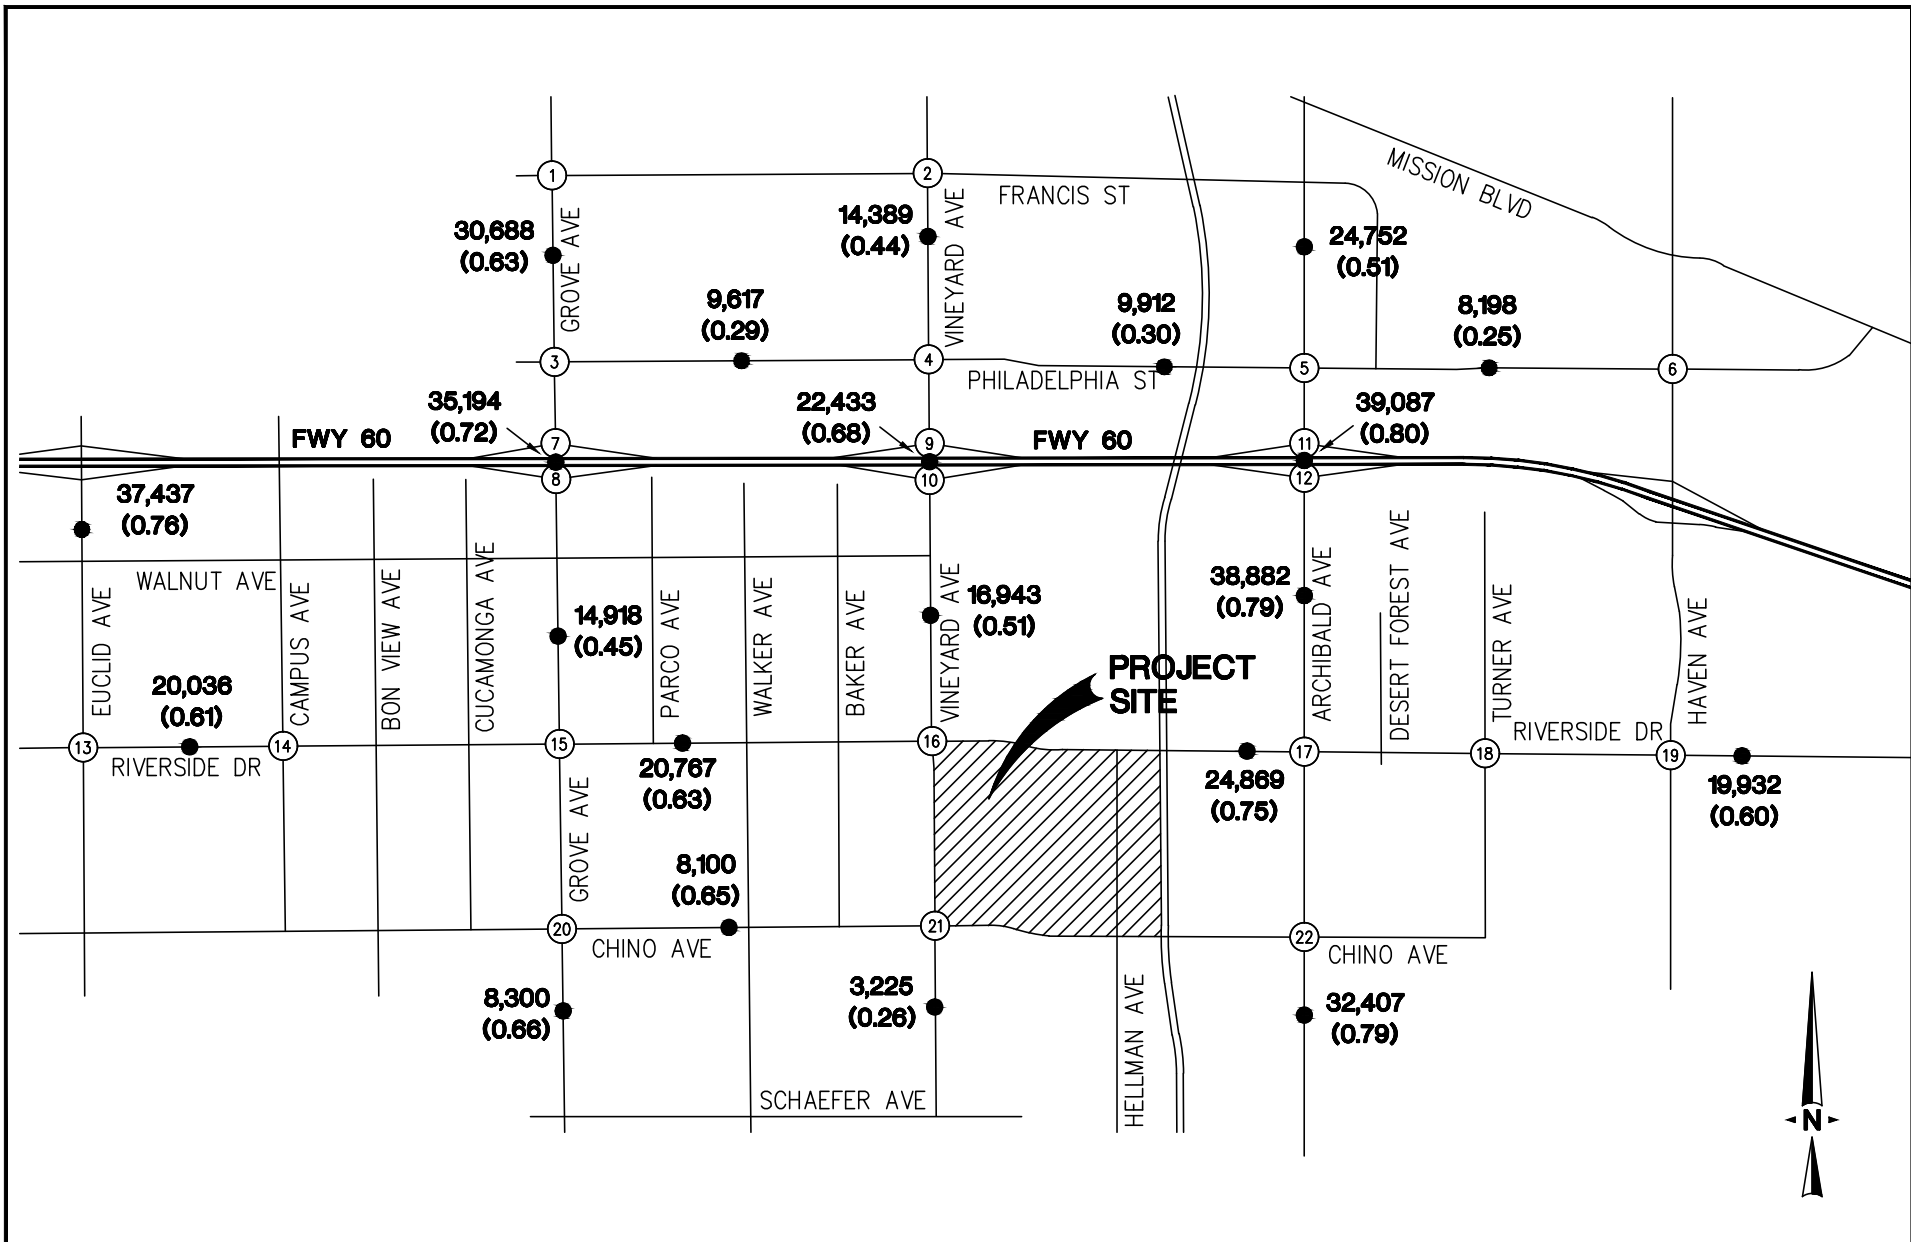 1
2
FRANCIS ST
MISSION BLVD
30,688
(0.63)
GROVE AVE
14,389
(0.44)
VINEYARD AVE
24,752
(0.51)
9,617
(0.29)
9,912
(0.30)
8,198
(0.25)
3
4
PHILADELPHIA ST
5
6
35,194
(0.72)
22,433
(0.68)
39,087
(0.80)
FWY 60
7
8
9
10
FWY 60
11
12
37,437
(0.76)
WALNUT AVE
EUCLID AVE
CAMPUS AVE
BON VIEW AVE
CUCAMONGA AVE
14,918
(0.45)
PARCO AVE
WALKER AVE
BAKER AVE
VINEYARD AVE
16,943
(0.51)
38,882
(0.79)
ARCHIBALD AVE
DESERT FOREST AVE
TURNER AVE
HAVEN AVE
PROJECT
SITE
20,036
(0.61)
13
RIVERSIDE DR
14
15
20,767
(0.63)
16
24,869
(0.75)
17
18
RIVERSIDE DR
19
19,932
(0.60)
GROVE AVE
8,100
(0.65)
20
CHINO AVE
21
22
CHINO AVE
8,300
(0.66)
3,225
(0.26)
HELLMAN AVE
32,407
(0.79)
SCHAEFER AVE
N